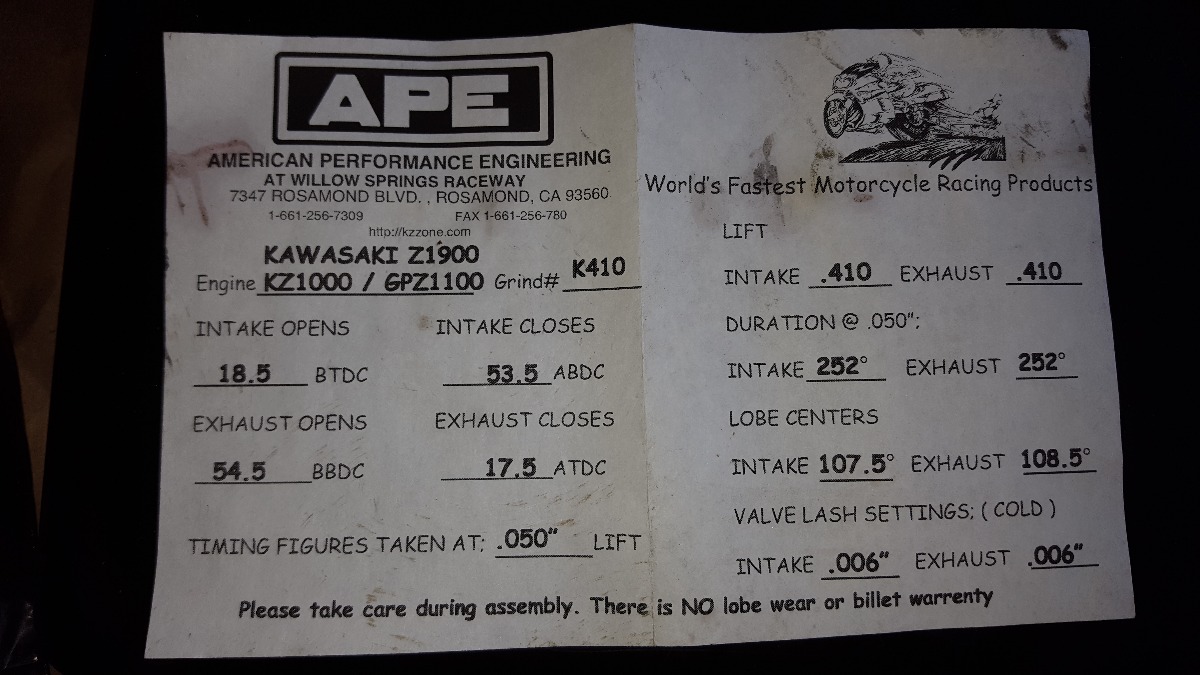 APE
AMERICAN PERFORMANCE ENGINEERING
AT WILLOW SPRINGS RACEWAY
7347 ROSAMOND BLVD. , ROSAMOND, CA 93560
1-661-256-7309 FAX 1-661-256-780
http://kzzone.com
KAWASAKI Z1900
Engine KZ1000 / GPZ1100 Grind# K410
INTAKE OPENS INTAKE CLOSES
18.5 BTDC 53.5 ABDC
EXHAUST OPENS EXHAUST CLOSES
54.5 BBDC 17.5 ATDC
TIMING FIGURES TAKEN AT: .050" LIFT
World's Fastest Motorcycle Racing Products
LIFT
INTAKE .410 EXHAUST .410
DURATION @ .050";
INTAKE 252° EXHAUST 252°
LOBE CENTERS
INTAKE 107.5° EXHAUST 108.5°
VALVE LASH SETTINGS; ( COLD )
INTAKE .006" EXHAUST .006"
Please take care during assembly. There is NO lobe wear or billet warrenty